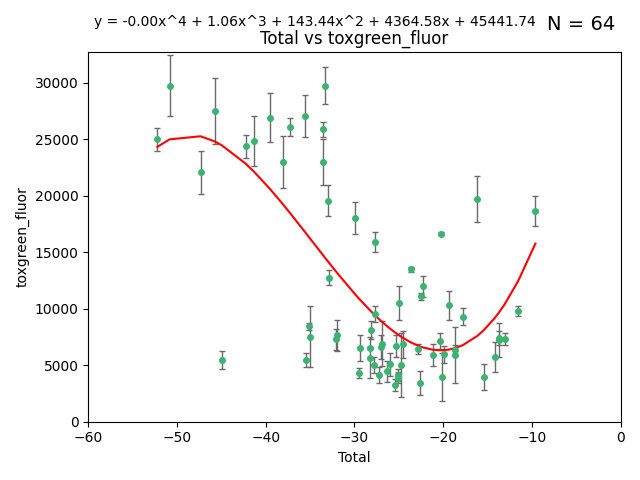 y = -0.00x^4 + 1.06x^3 + 143.44x^2 + 4364.58x + 45441.74 N = 64
Total vs toxgreen_fluor
30000
25000
20000
15000
10000
5000
0
toxgreen_fluor
−60 −50 −40 −30 −20 −10 0
Total